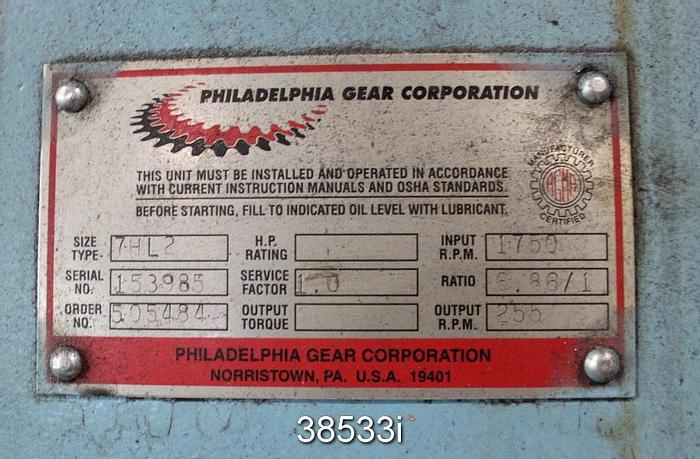 PHILADELPHIA GEAR CORPORATION
THIS UNIT MUST BE INSTALLED AND OPERATED IN ACCORDANCE
WITH CURRENT INSTRUCTION MANUALS AND OSHA STANDARDS.
BEFORE STARTING, FILL TO INDICATED OIL LEVEL WITH LUBRICANT.
MANUFACTURER
AGMA
CERTIFIED
SIZE TYPE 7HL2 H.P. RATING INPUT R.P.M. 1750
SERIAL NO. 153985 SERVICE FACTOR 1.0 RATIO 6.86/1
ORDER NO. 505484 OUTPUT TORQUE OUTPUT R.P.M. 255
PHILADELPHIA GEAR CORPORATION
NORRISTOWN, PA. U.S.A. 19401
38533i